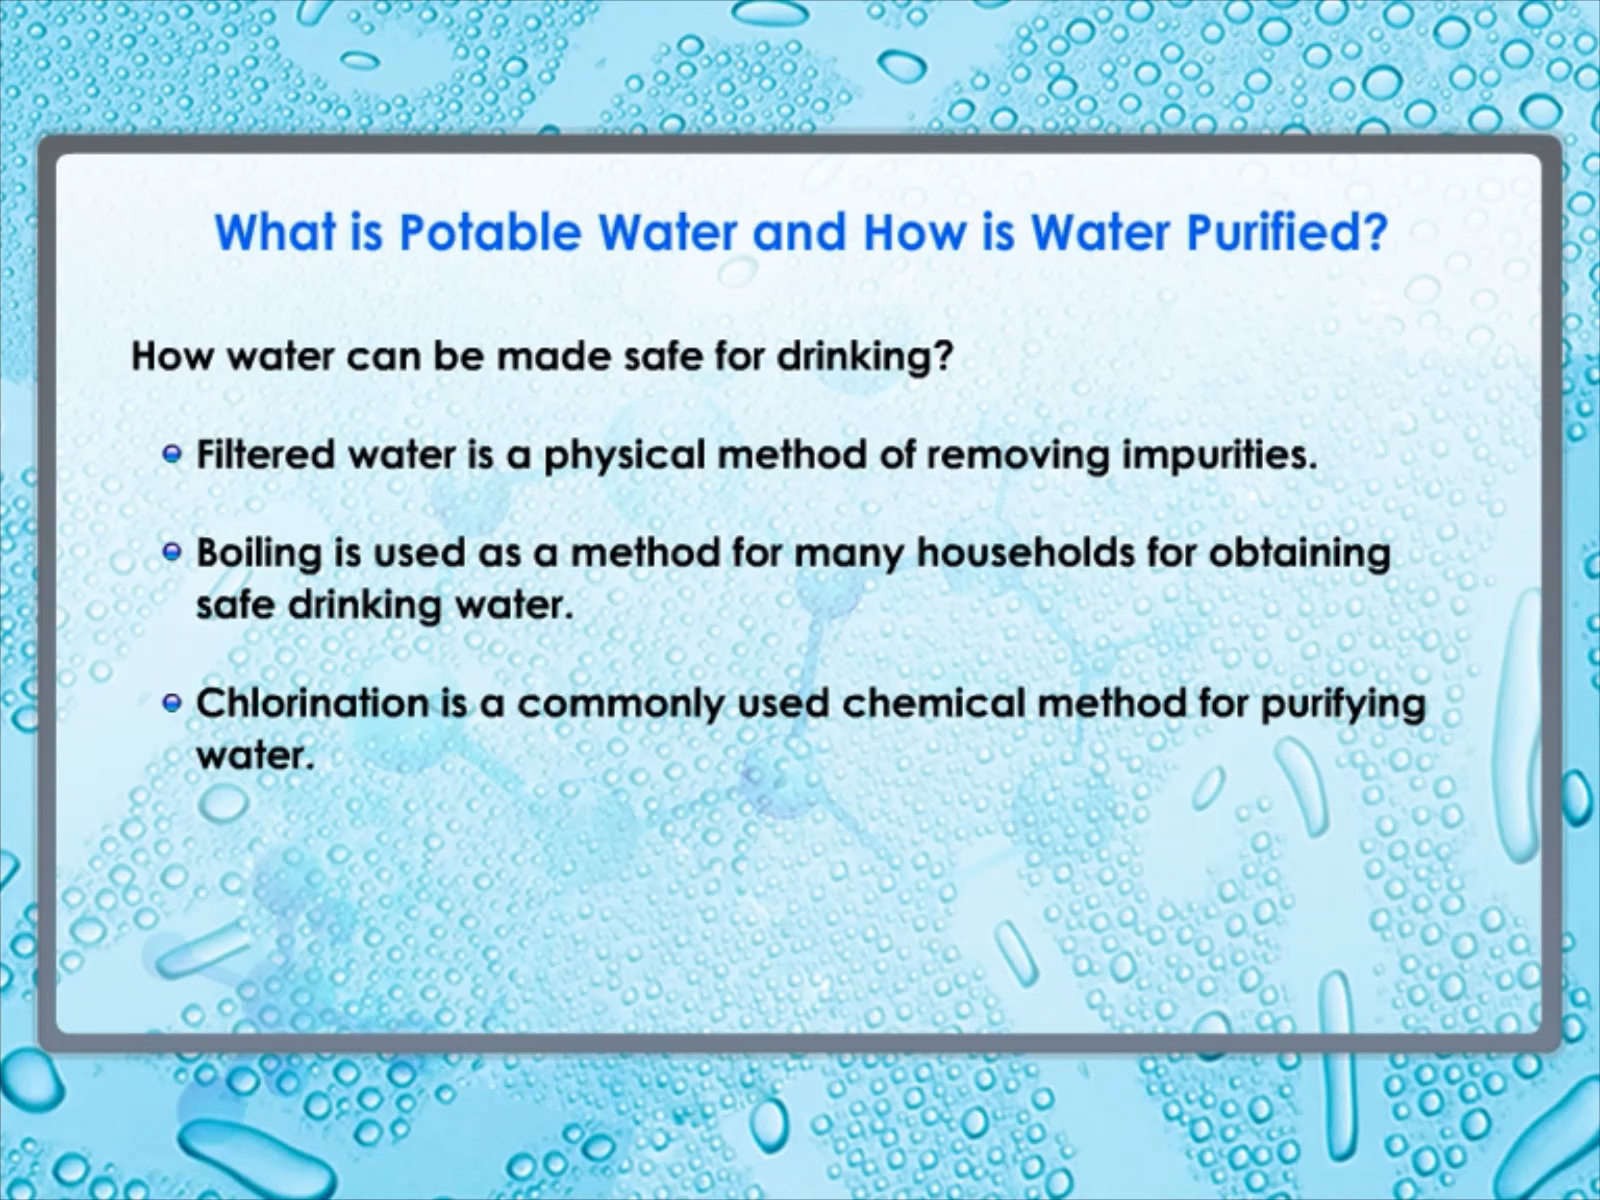 What is Potable Water and How is Water Purified?
How water can be made safe for drinking?
Filtered water is a physical method of removing impurities.
Boiling is used as a method for many households for obtaining
safe drinking water.
Chlorination is a commonly used chemical method for purifying
water.